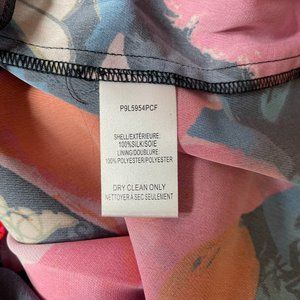 P9L5954PCF
SHELL/EXTÉRIEURE:
100%SILK/SOIE
LINING/DOUBLURE:
100%POLYESTER/POLYESTER
DRY CLEAN ONLY
NETTOYER À SEC SEULEMENT